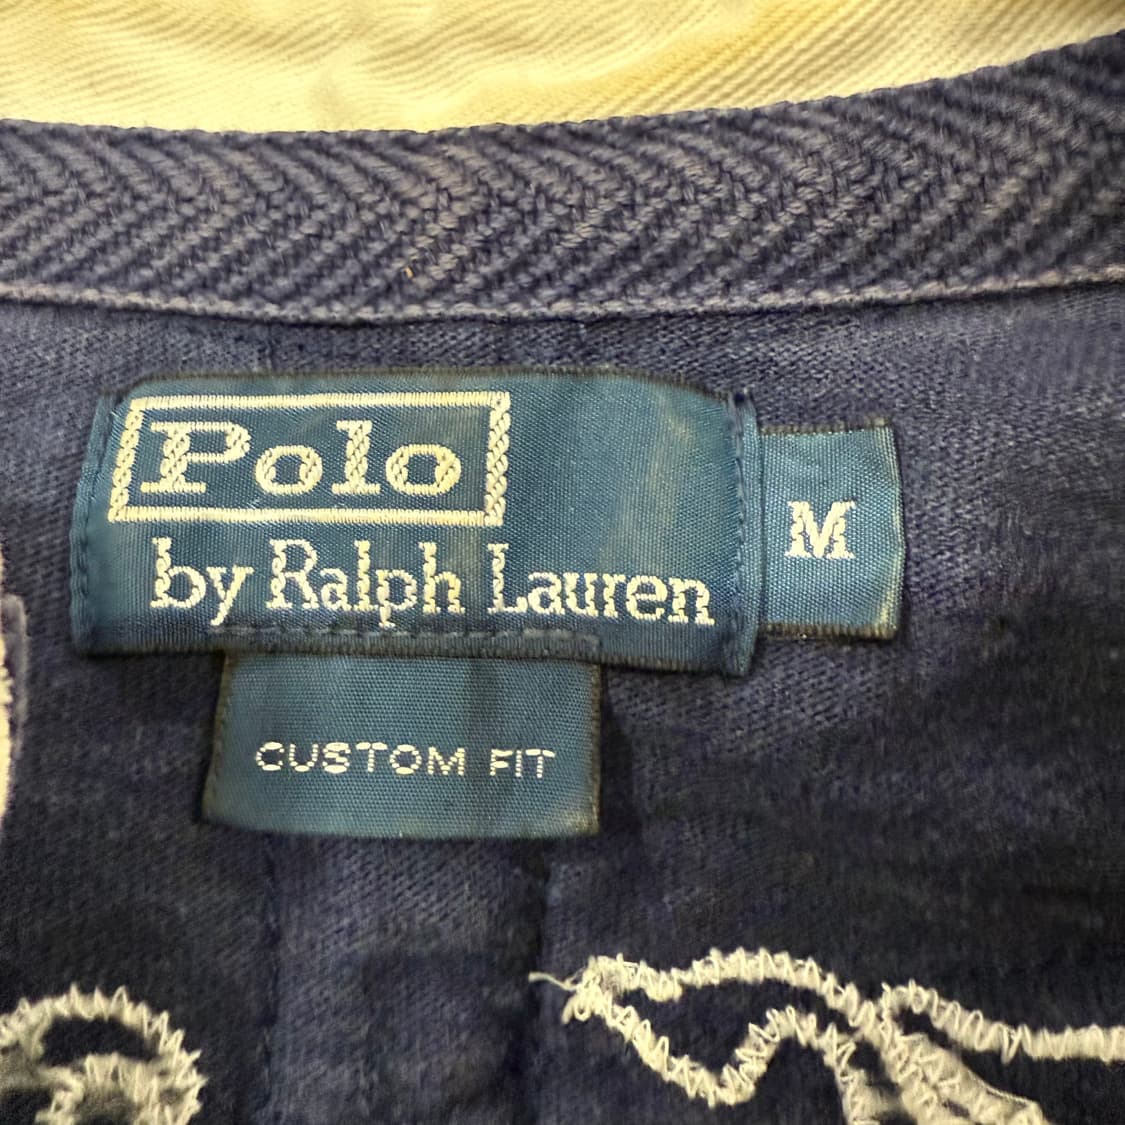 Polo
by Ralph Lauren
M
CUSTOM FIT